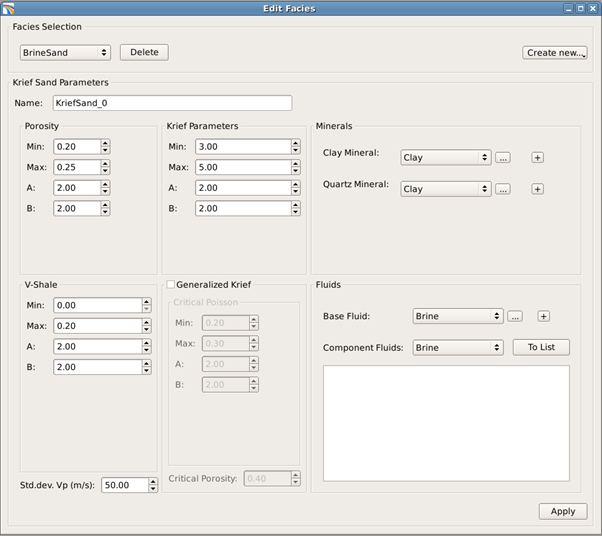 Edit Facies
Facies Selection
BrineSand
Delete
Create new...
Krief Sand Parameters
Name: KriefSand_0
Porosity
Min: 0.20
Max: 0.25
A: 2.00
B: 2.00
Krief Parameters
Min: 3.00
Max: 5.00
A: 2.00
B: 2.00
Minerals
Clay Mineral: Clay ... +
Quartz Mineral: Clay ... +
V-Shale
Min: 0.00
Max: 0.20
A: 2.00
B: 2.00
Std.dev. Vp (m/s): 50.00
Generalized Krief
Critical Poisson
Min: 0.20
Max: 0.30
A: 2.00
B: 2.00
Critical Porosity: 0.40
Fluids
Base Fluid: Brine ... +
Component Fluids: Brine To List
Apply